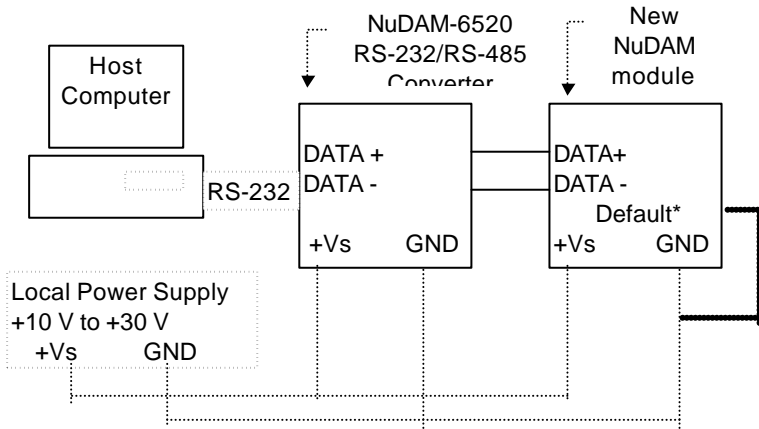 NuDAM-6520
RS-232/RS-485
Converter
New
NuDAM
module
Host
Computer
DATA +
DATA -
+Vs GND
DATA+
DATA -
Default*
+Vs GND
RS-232
Local Power Supply
+10 V to +30 V
+Vs GND